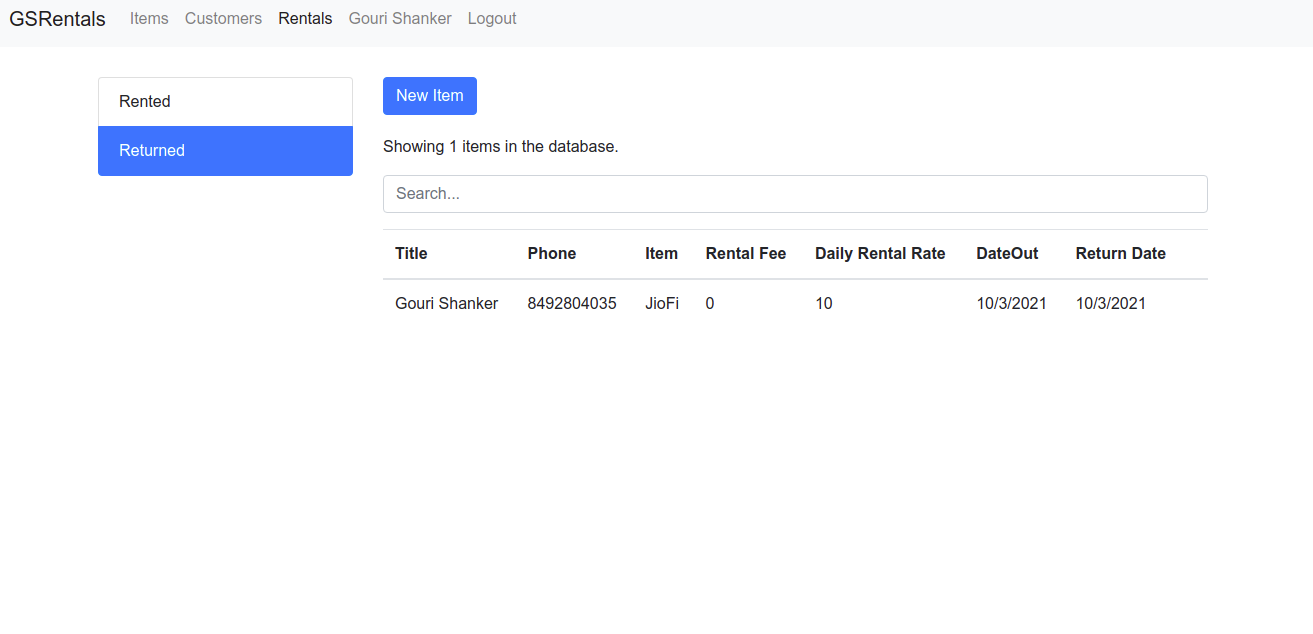 GSRentals Items Customers Rentals Gouri Shanker Logout
Rented
Returned
New Item
Showing 1 items in the database.
Search...
Title Phone Item Rental Fee Daily Rental Rate DateOut Return Date
Gouri Shanker 8492804035 JioFi 0 10 10/3/2021 10/3/2021